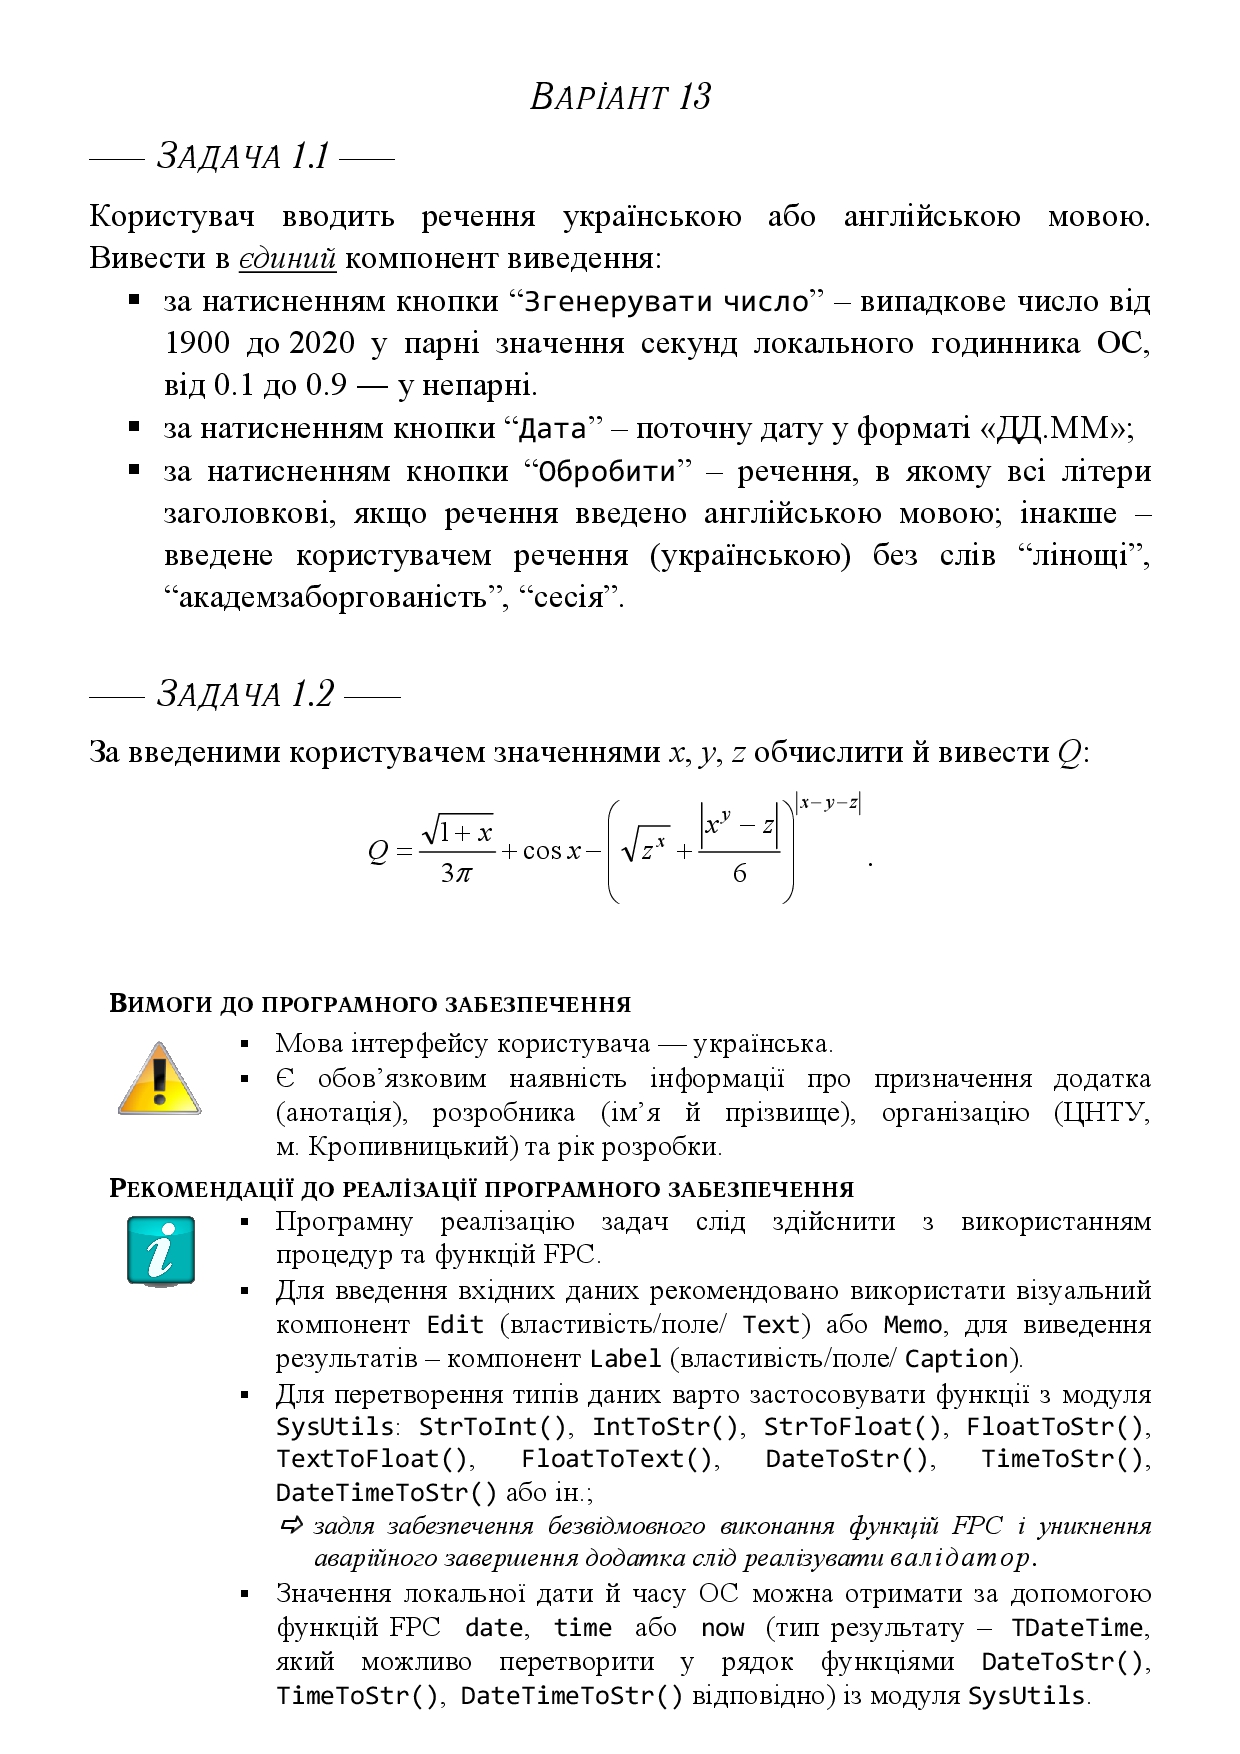 ВАРІАНТ 13
—— ЗАДАЧА 1.1 ——
Користувач вводить речення українською або англійською мовою.
Вивести в єдиний компонент виведення:
▪ за натисненням кнопки “Згенерувати число” – випадкове число від
1900 до 2020 у парні значення секунд локального годинника ОС,
від 0.1 до 0.9 — у непарні.
▪ за натисненням кнопки “Дата” – поточну дату у форматі «ДД.ММ»;
▪ за натисненням кнопки “Обробити” – речення, в якому всі літери
заголовкові, якщо речення введено англійською мовою; інакше –
введене користувачем речення (українською) без слів “лінощі”,
“академзаборгованість”, “сесія”.
—— ЗАДАЧА 1.2 ——
За введеними користувачем значеннями x, y, z обчислити й вивести Q:
Q = √(1 + x) / 3π + cos x − (√(z^x) + |x^y − z| / 6)^|x−y−z| .
ВИМОГИ ДО ПРОГРАМНОГО ЗАБЕЗПЕЧЕННЯ
▪ Мова інтерфейсу користувача — українська.
▪ Є обов’язковим наявність інформації про призначення додатка
(анотація), розробника (ім’я й прізвище), організацію (ЦНТУ,
м. Кропивницький) та рік розробки.
РЕКОМЕНДАЦІЇ ДО РЕАЛІЗАЦІЇ ПРОГРАМНОГО ЗАБЕЗПЕЧЕННЯ
▪ Програмну реалізацію задач слід здійснити з використанням
процедур та функцій FPC.
▪ Для введення вхідних даних рекомендовано використати візуальний
компонент Edit (властивість/поле/ Text) або Memo, для виведення
результатів – компонент Label (властивість/поле/ Caption).
▪ Для перетворення типів даних варто застосовувати функції з модуля
SysUtils: StrToInt(), IntToStr(), StrToFloat(), FloatToStr(),
TextToFloat(), FloatToText(), DateToStr(), TimeToStr(),
DateTimeToStr() або ін.;
⇨ задля забезпечення безвідмовного виконання функцій FPC і уникнення
аварійного завершення додатка слід реалізувати валідатор.
▪ Значення локальної дати й часу ОС можна отримати за допомогою
функцій FPC date, time або now (тип результату – TDateTime,
який можливо перетворити у рядок функціями DateToStr(),
TimeToStr(), DateTimeToStr() відповідно) із модуля SysUtils.